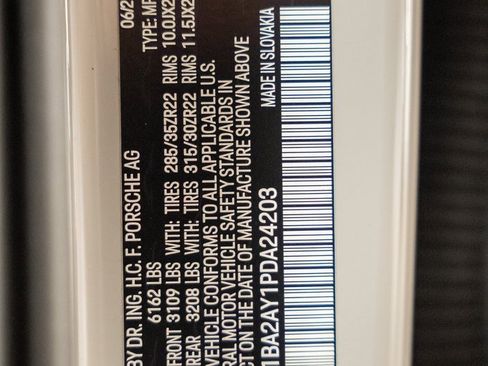 BY DR. ING. H.C. F. PORSCHE AG
06/2
6162 LBS
TYPE: MP
FRONT 3109 LBS WITH: TIRES 285/35ZR22 RIMS 10.0JX2
REAR 3208 LBS WITH: TIRES 315/30ZR22 RIMS 11.5JX2
VEHICLE CONFORMS TO ALL APPLICABLE U.S.
RAL MOTOR VEHICLE SAFETY STANDARDS IN
CT ON DATE OF MANUFACTURE SHOWN ABOVE
1BA2AY1PDA24203
MADE IN SLOVAKIA